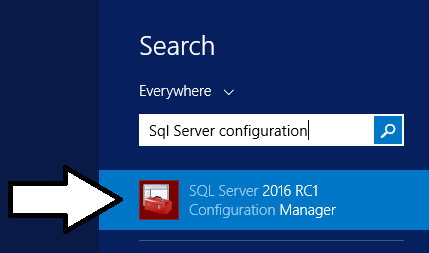 Search
Everywhere
Sql Server configuration
SQL Server 2016 RC1
Configuration Manager